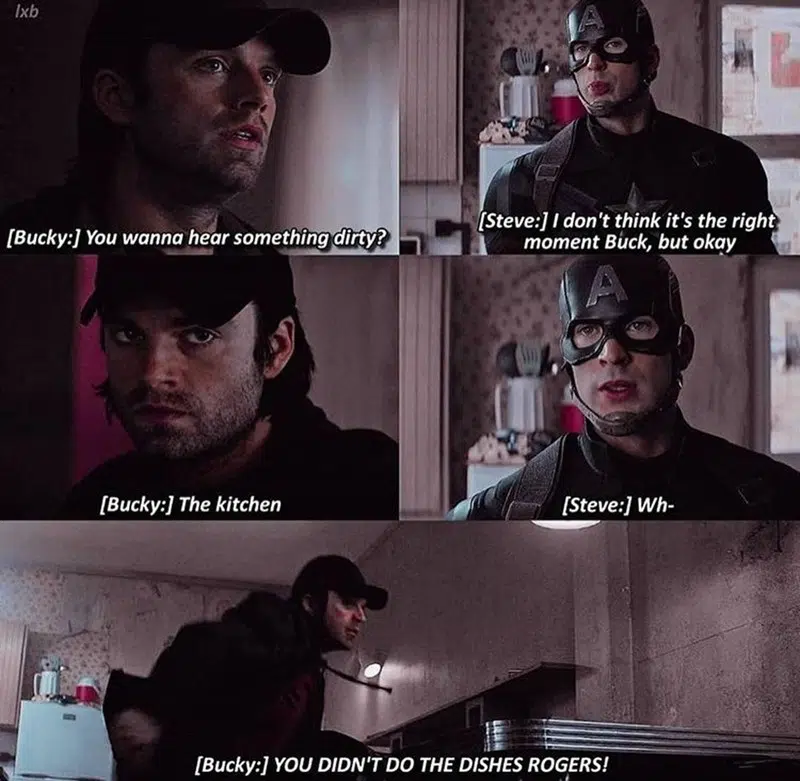 lxb
[Bucky:] You wanna hear something dirty?
[Steve:] I don't think it's the right
moment Buck, but okay
A
[Bucky:] The kitchen
A
[Steve:] Wh-
[Bucky:] YOU DIDN'T DO THE DISHES ROGERS!